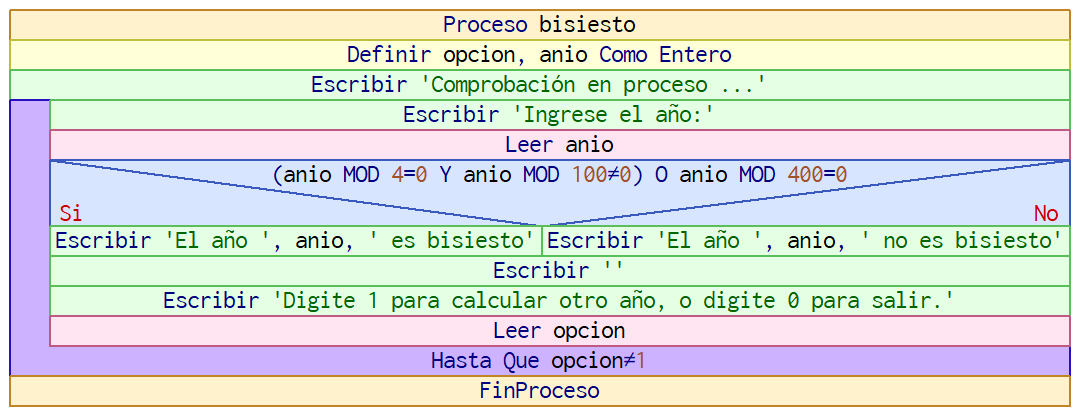 Proceso bisiesto
Definir opcion, anio Como Entero
Escribir 'Comprobación en proceso ...'
Escribir 'Ingrese el año:'
Leer anio
(anio MOD 4=0 Y anio MOD 100≠0) O anio MOD 400=0
Si No
Escribir 'El año ', anio, ' es bisiesto' Escribir 'El año ', anio, ' no es bisiesto'
Escribir ''
Escribir 'Digite 1 para calcular otro año, o digite 0 para salir.'
Leer opcion
Hasta Que opcion≠1
FinProceso